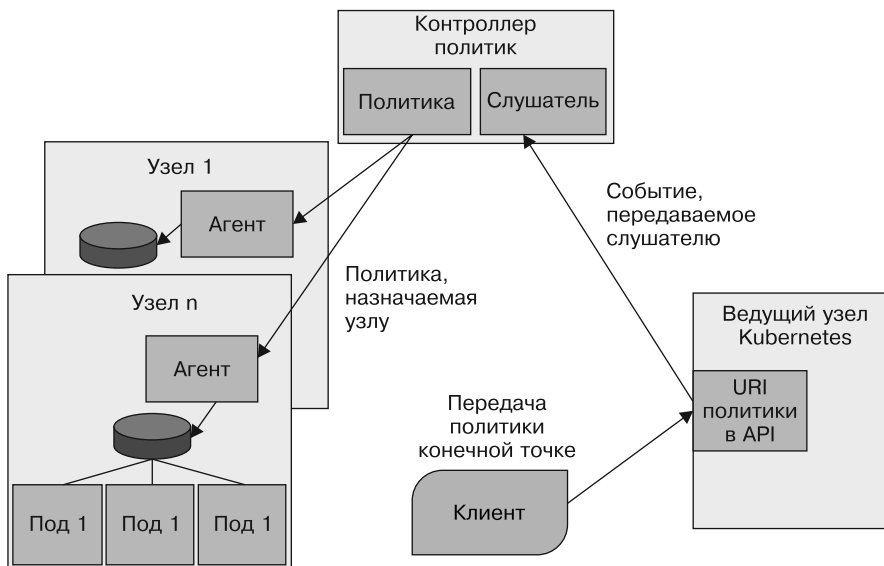 Контроллер
политик
Политика
Слушатель
Узел 1
Агент
Событие,
передаваемое
слушателю
Политика,
назначаемая
узлу
Узел n
Агент
Ведущий узел
Kubernetes
URI
политики
в API
Передача
политики
конечной точке
Клиент
Под 1
Под 1
Под 1